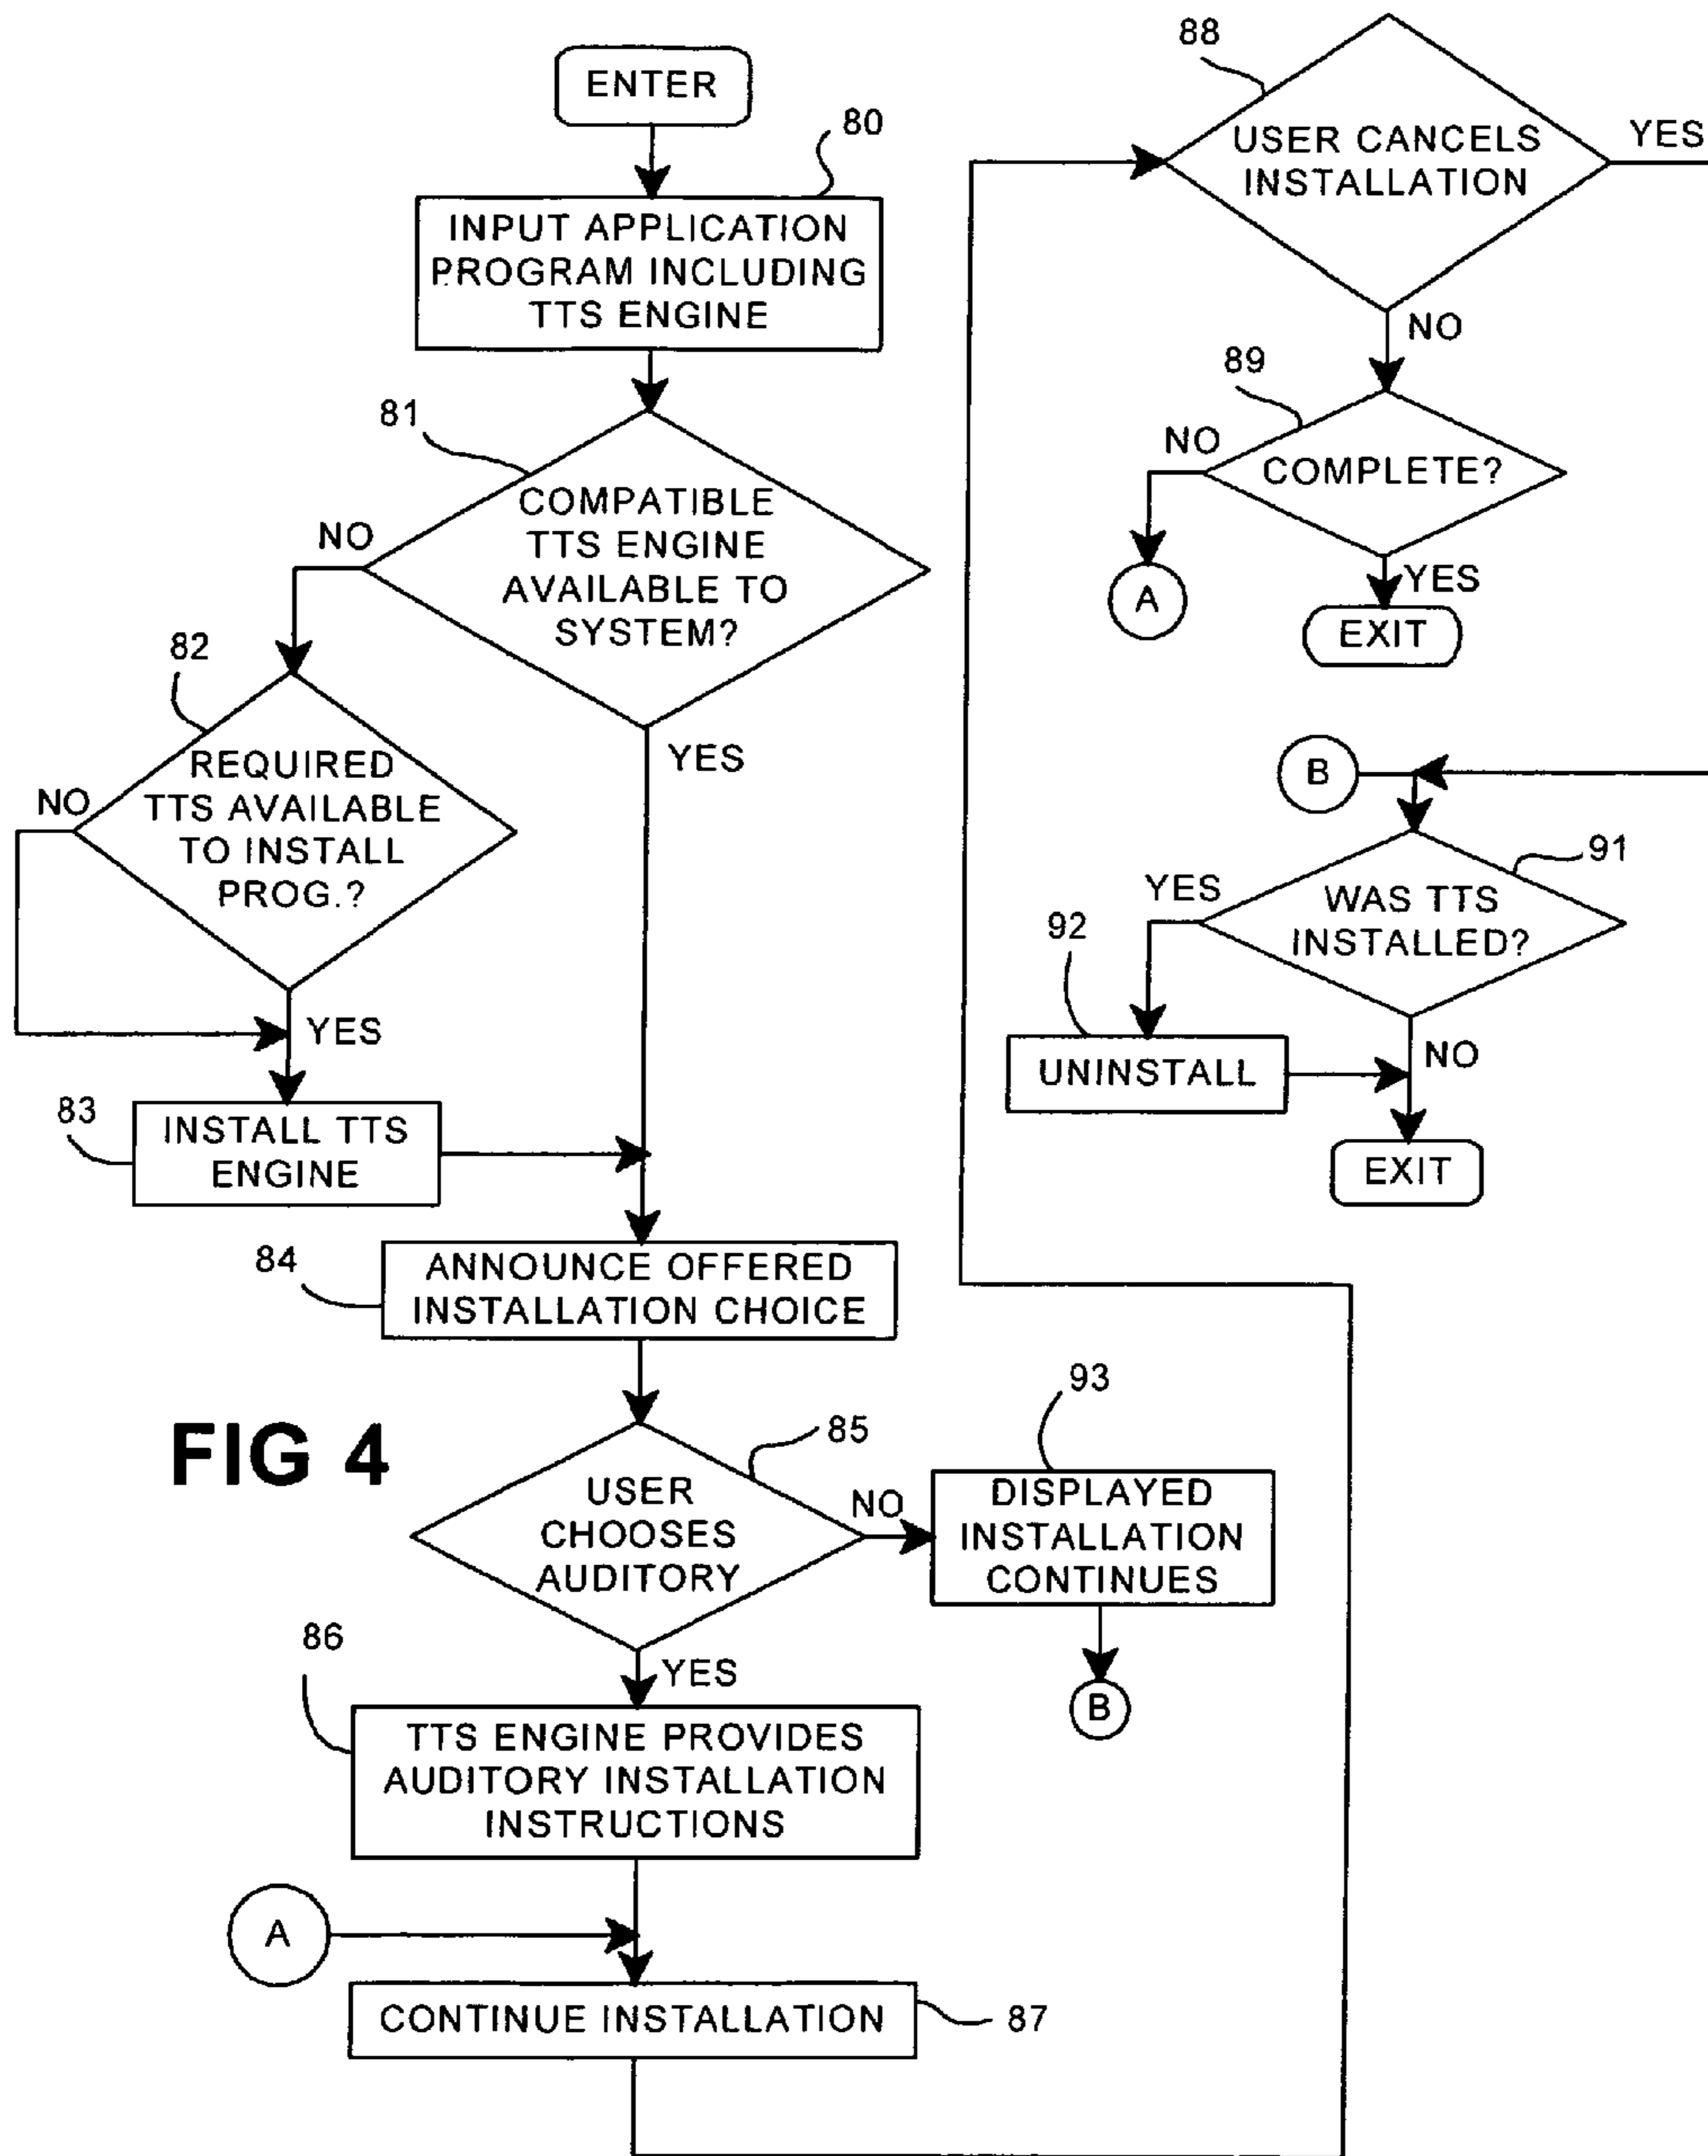 ENTER
80
INPUT APPLICATION
PROGRAM INCLUDING
TTS ENGINE
81
COMPATIBLE
TTS ENGINE
AVAILABLE TO
SYSTEM?
NO
YES
82
REQUIRED
TTS AVAILABLE
TO INSTALL
PROG.?
NO
YES
83
INSTALL TTS
ENGINE
84
ANNOUNCE OFFERED
INSTALLATION CHOICE
FIG 4
85
USER
CHOOSES
AUDITORY
NO
93
DISPLAYED
INSTALLATION
CONTINUES
B
YES
86
TTS ENGINE PROVIDES
AUDITORY INSTALLATION
INSTRUCTIONS
A
CONTINUE INSTALLATION
87
88
USER CANCELS
INSTALLATION
YES
NO
89
COMPLETE?
NO
A
YES
EXIT
B
91
WAS TTS
INSTALLED?
YES
92
UNINSTALL
NO
EXIT